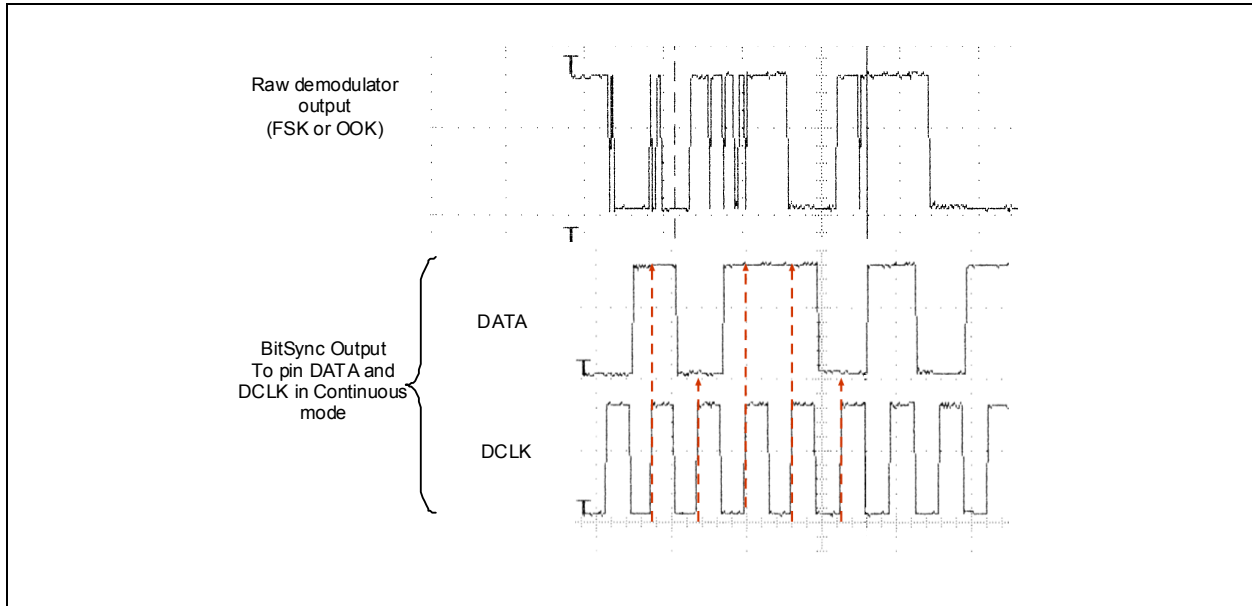 Raw demodulator
output
(FSK or OOK)
DATA
BitSync Output
To pin DATA and
DCLK in Continuous
mode
DCLK